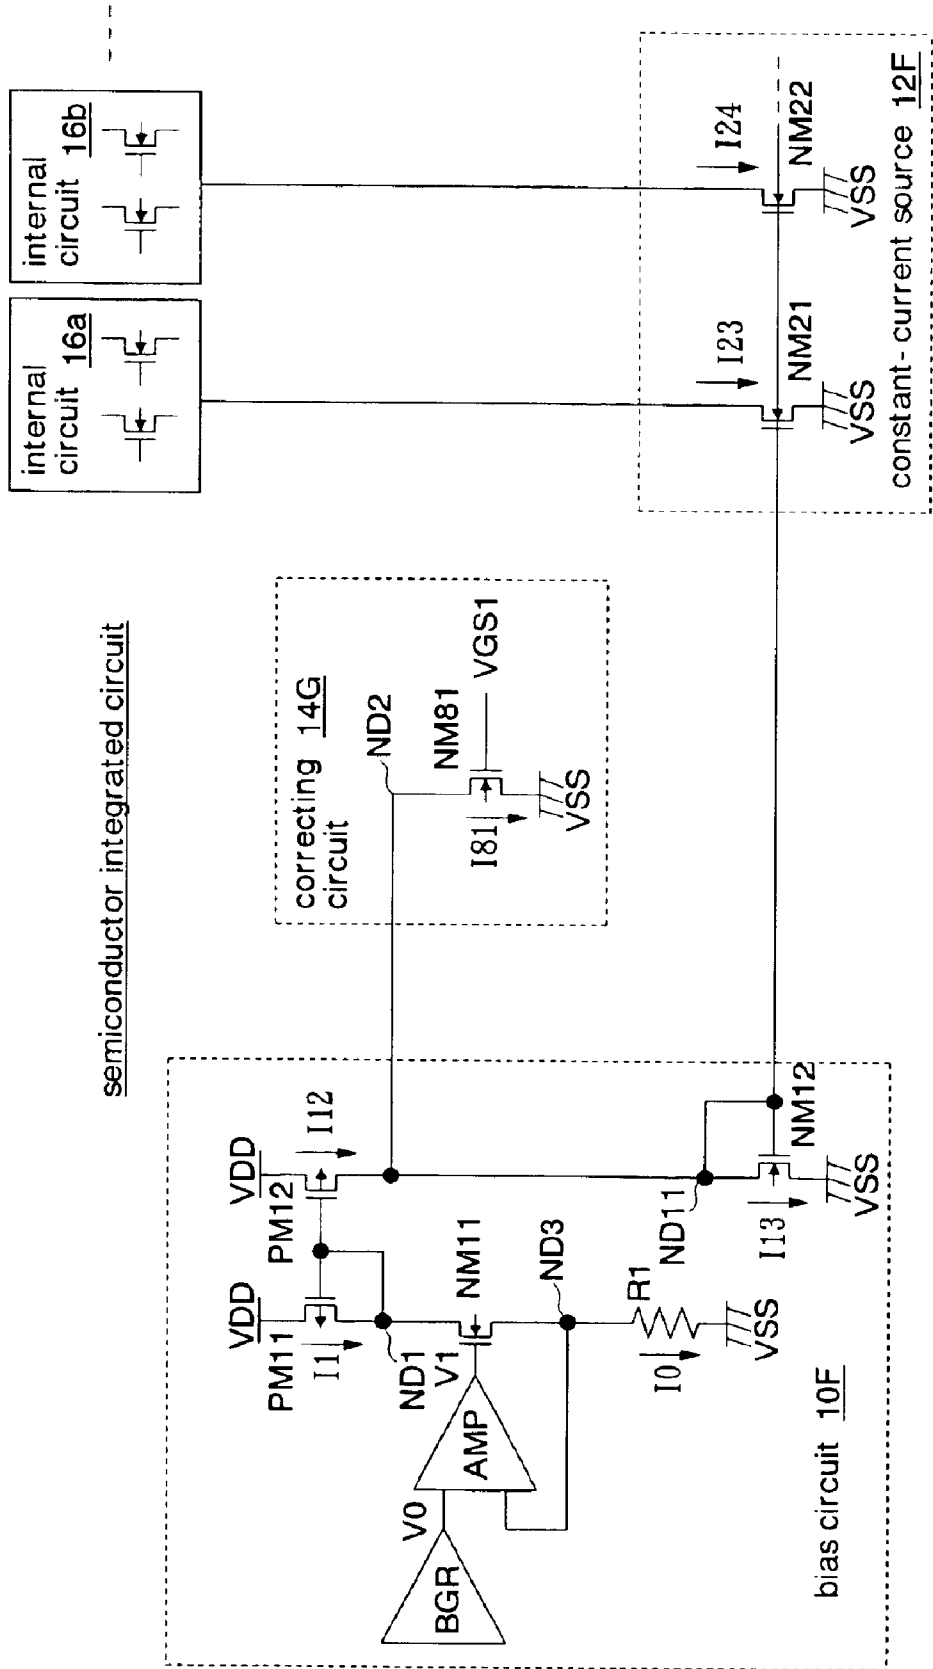 semiconductor integrated circuit
VDD
VDD
PM11
PM12
I1
I12
ND1
V1
NM11
BGR
V0
AMP
ND3
R1
I0
VSS
ND11
I13
NM12
VSS
bias circuit 10F
correcting 14G
circuit
ND2
NM81
VGS1
I81
VSS
internal
circuit 16a
internal
circuit 16b
I23
NM21
VSS
I24
NM22
VSS
constant-current source 12F